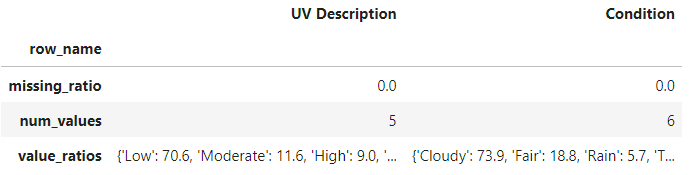 UV Description Condition
row_name
missing_ratio 0.0 0.0
num_values 5 6
value_ratios {'Low': 70.6, 'Moderate': 11.6, 'High': 9.0, '... {'Cloudy': 73.9, 'Fair': 18.8, 'Rain': 5.7, 'T...